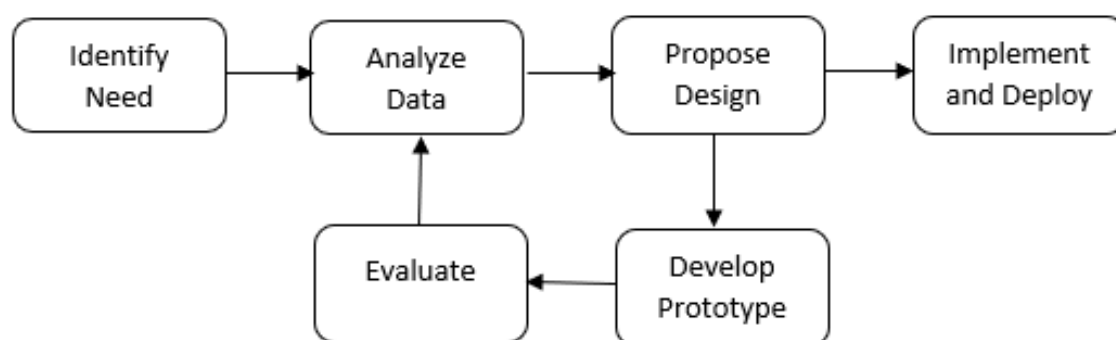 Identify
Need
Analyze
Data
Propose
Design
Implement
and Deploy
Evaluate
Develop
Prototype